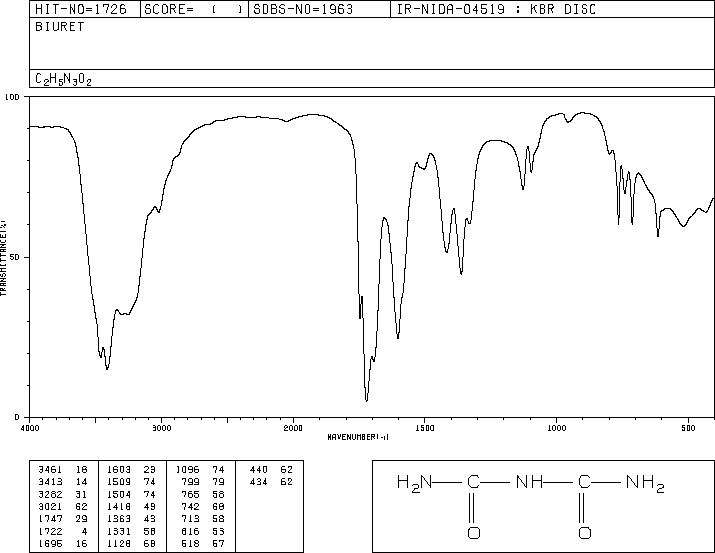 HIT-NO=1726 SCORE= ( ) SDBS-NO=1963 IR-NIDA-04519 : KBR DISC
BIURET
C2H5N3O2
100
50
0
TRANSMITTANCE(%)
4000 3000 2000 1500 1000 500
WAVENUMBER(-1)
3461 18 1603 23 1096 74 440 62
3413 14 1509 74 799 79 434 62
3282 31 1504 74 765 58
3021 62 1418 49 742 68
1747 29 1363 43 713 58
1722 4 1331 58 616 55
1695 16 1128 68 518 57
H2N C NH C NH2
O O